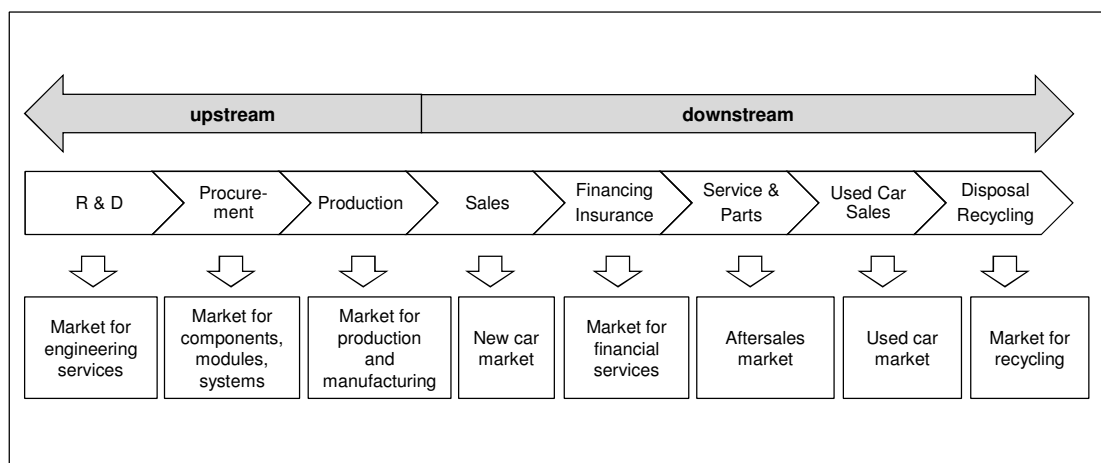 upstream
downstream
R & D
Procure-
ment
Production
Sales
Financing
Insurance
Service &
Parts
Used Car
Sales
Disposal
Recycling
Market for
engineering
services
Market for
components,
modules,
systems
Market for
production
and
manufacturing
New car
market
Market for
financial
services
Aftersales
market
Used car
market
Market for
recycling